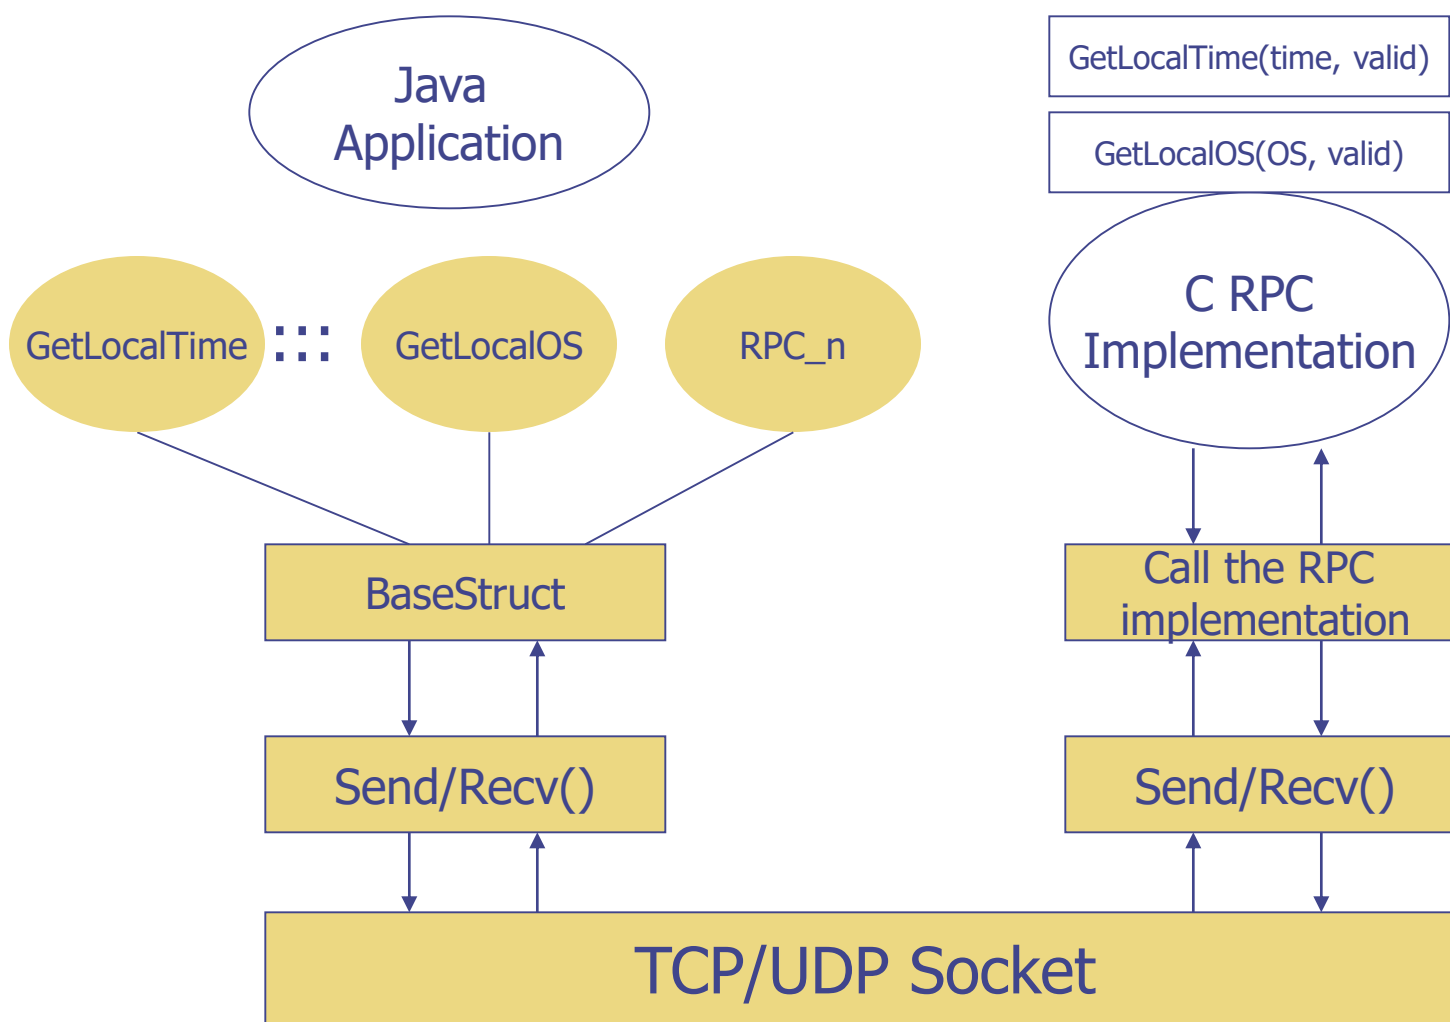 Java
Application
GetLocalTime(time, valid)
GetLocalOS(OS, valid)
C RPC
Implementation
GetLocalTime
:::
GetLocalOS
RPC_n
BaseStruct
Call the RPC
implementation
Send/Recv()
Send/Recv()
TCP/UDP Socket